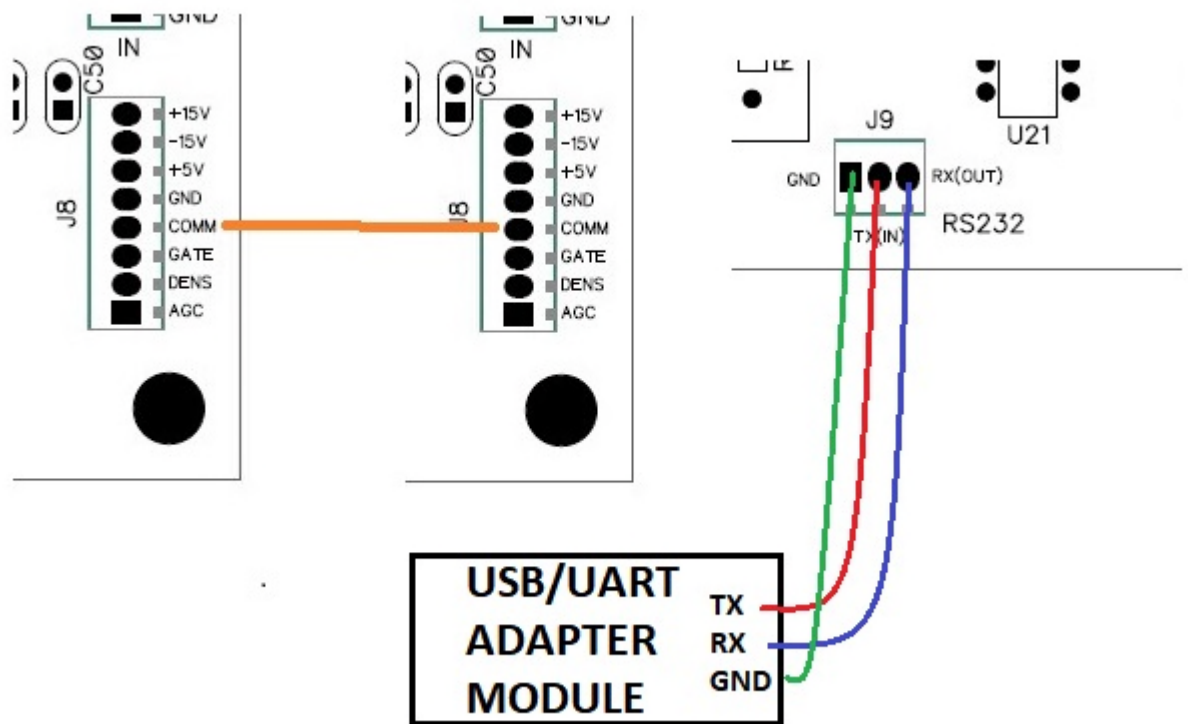 GND
IN
C50
+15V
-15V
+5V
GND
COMM
GATE
DENS
AGC
J8
GND
IN
C50
+15V
-15V
+5V
GND
COMM
GATE
DENS
AGC
J8
U21
J9
GND
RX(OUT)
TX(IN)
RS232
USB/UART
ADAPTER
MODULE
TX
RX
GND